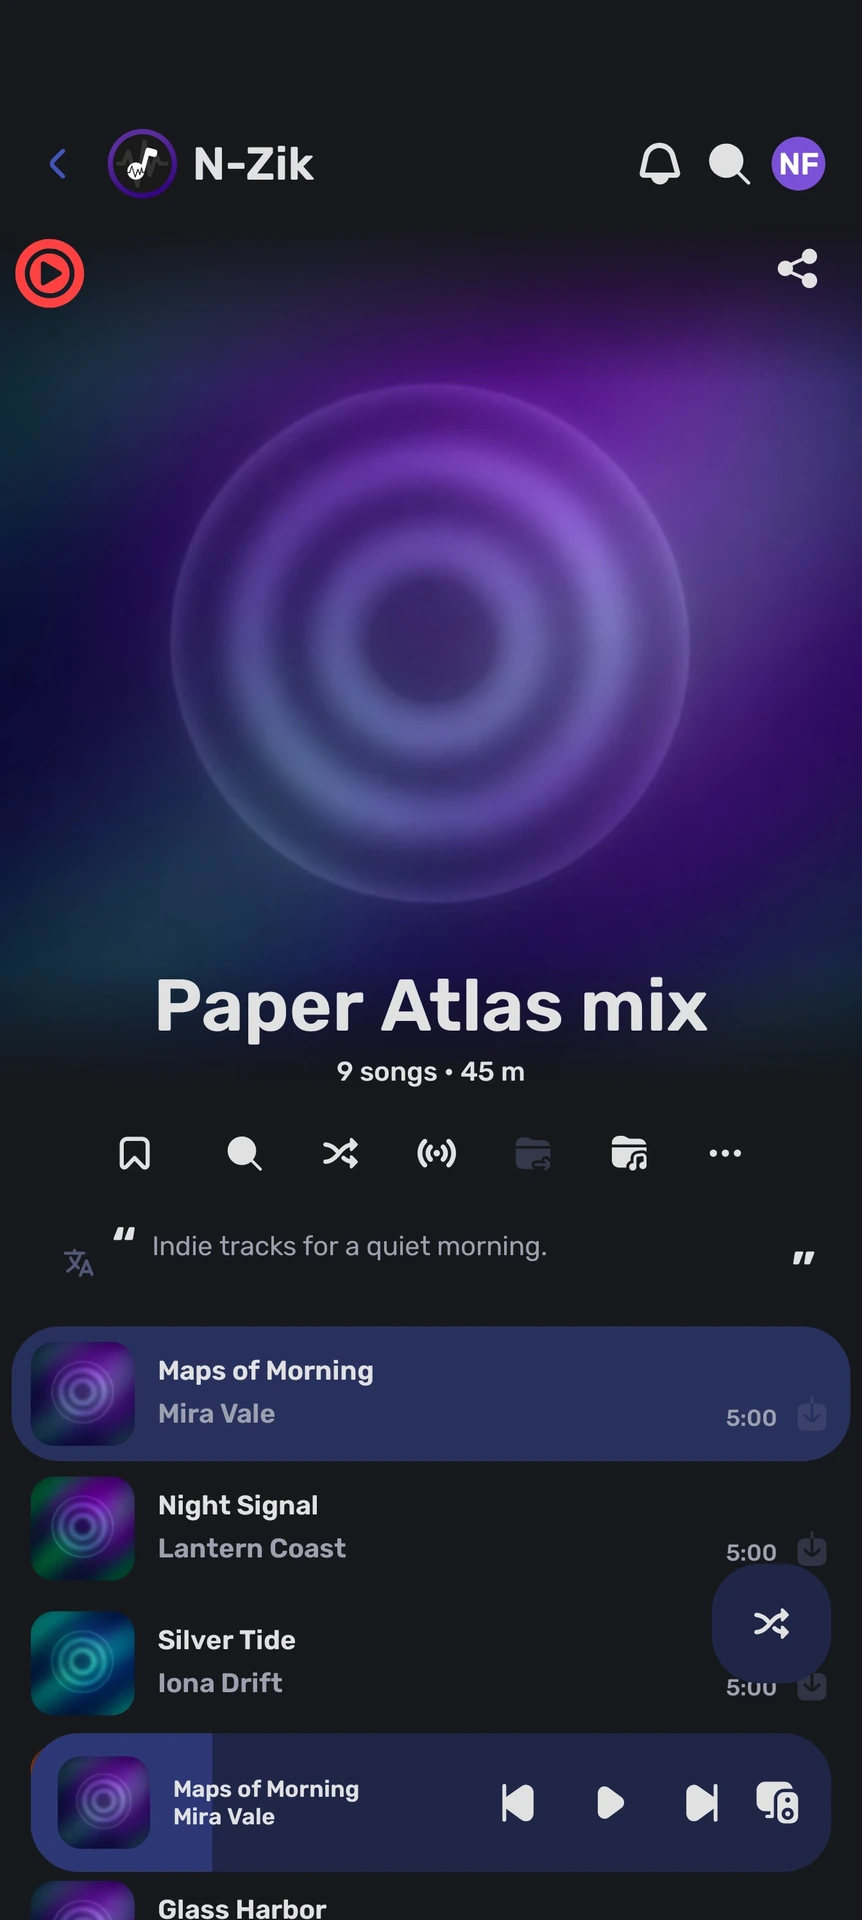 N-Zik
NF
Paper Atlas mix
9 songs • 45 m
“ Indie tracks for a quiet morning. ”
Maps of Morning
Mira Vale
5:00
Night Signal
Lantern Coast
5:00
Silver Tide
Iona Drift
5:00
Maps of Morning
Mira Vale
Glass Harbor